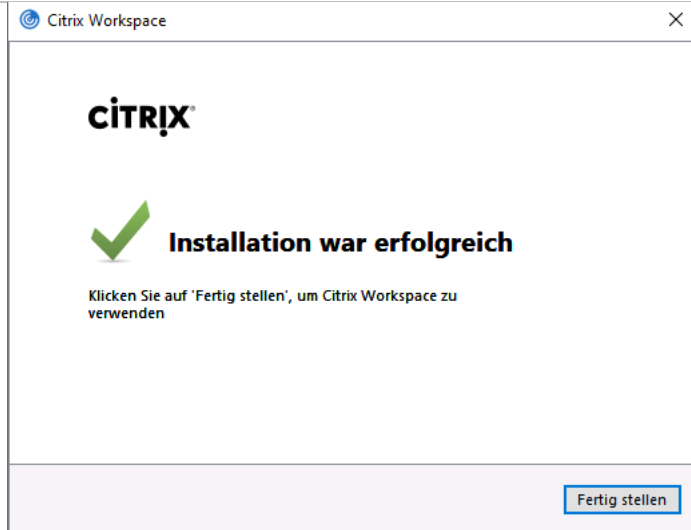 Citrix Workspace
CİTRIX®
Installation war erfolgreich
Klicken Sie auf 'Fertig stellen', um Citrix Workspace zu
verwenden
Fertig stellen